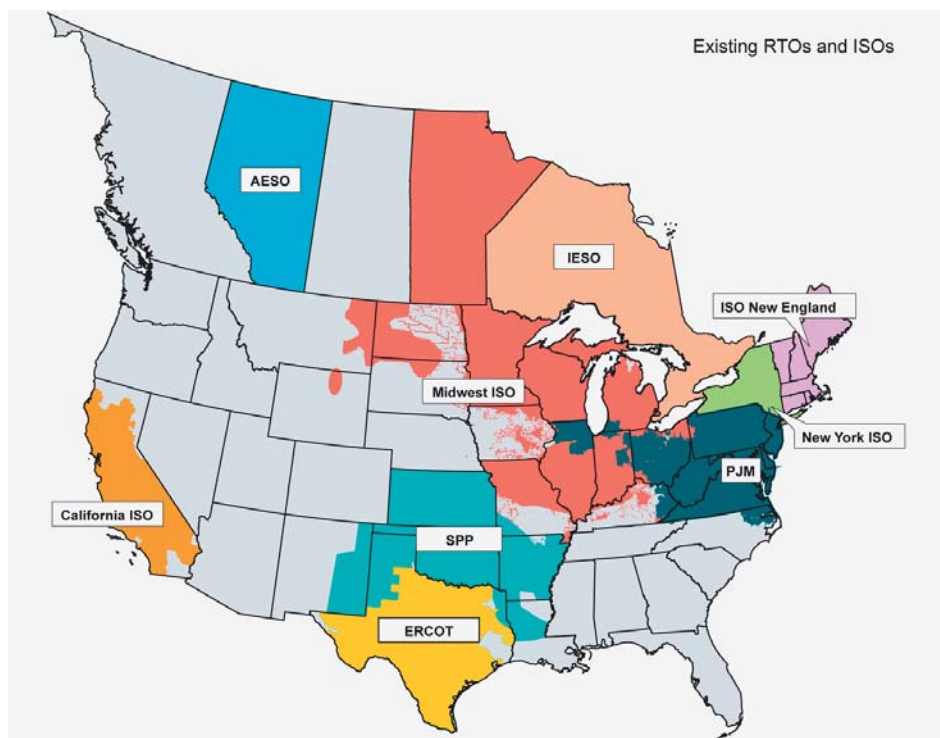 Existing RTOs and ISOs
AESO
IESO
ISO New England
Midwest ISO
New York ISO
PJM
California ISO
SPP
ERCOT